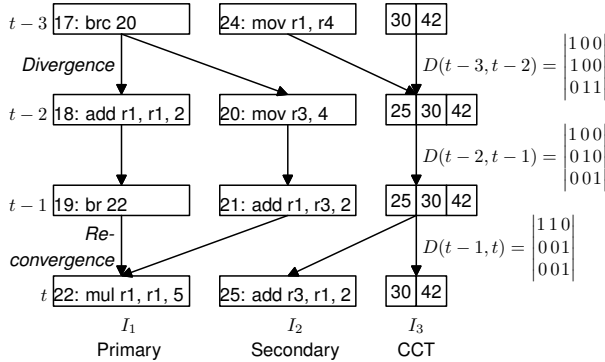 t − 3 17: brc 20 24: mov r1, r4 30 42
Divergence D(t − 3, t − 2) = |1 0 0|
|1 0 0|
|0 1 1|
t − 2 18: add r1, r1, 2 20: mov r3, 4 25 30 42
D(t − 2, t − 1) = |1 0 0|
|0 1 0|
|0 0 1|
t − 1 19: br 22 21: add r1, r3, 2 25 30 42
Re-
convergence D(t − 1, t) = |1 1 0|
|0 0 1|
|0 0 1|
t 22: mul r1, r1, 5 25: add r3, r1, 2 30 42
I1 I2 I3
Primary Secondary CCT